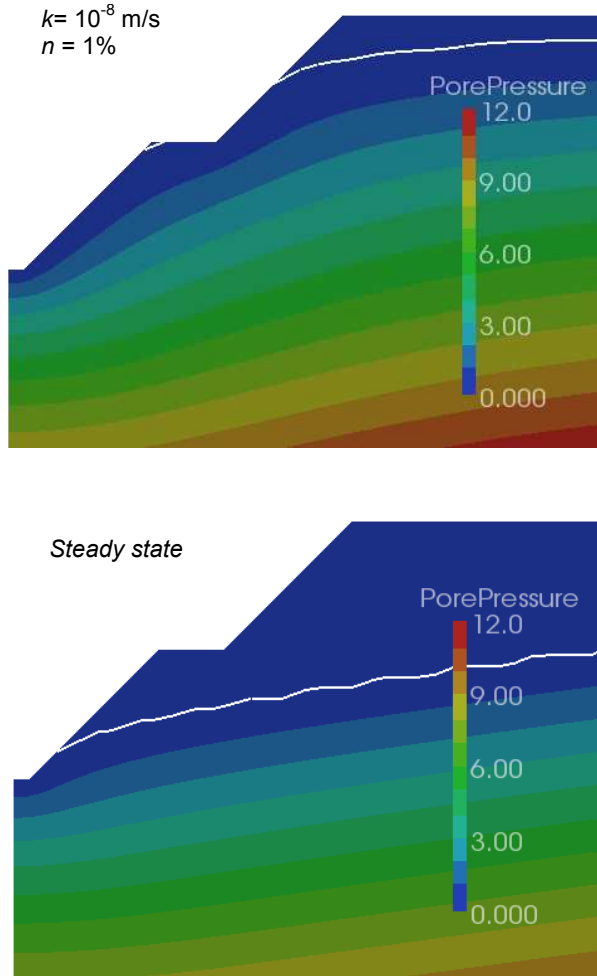 k= 10⁻⁸ m/s
n = 1%
PorePressure
12.0
9.00
6.00
3.00
0.000
Steady state
PorePressure
12.0
9.00
6.00
3.00
0.000